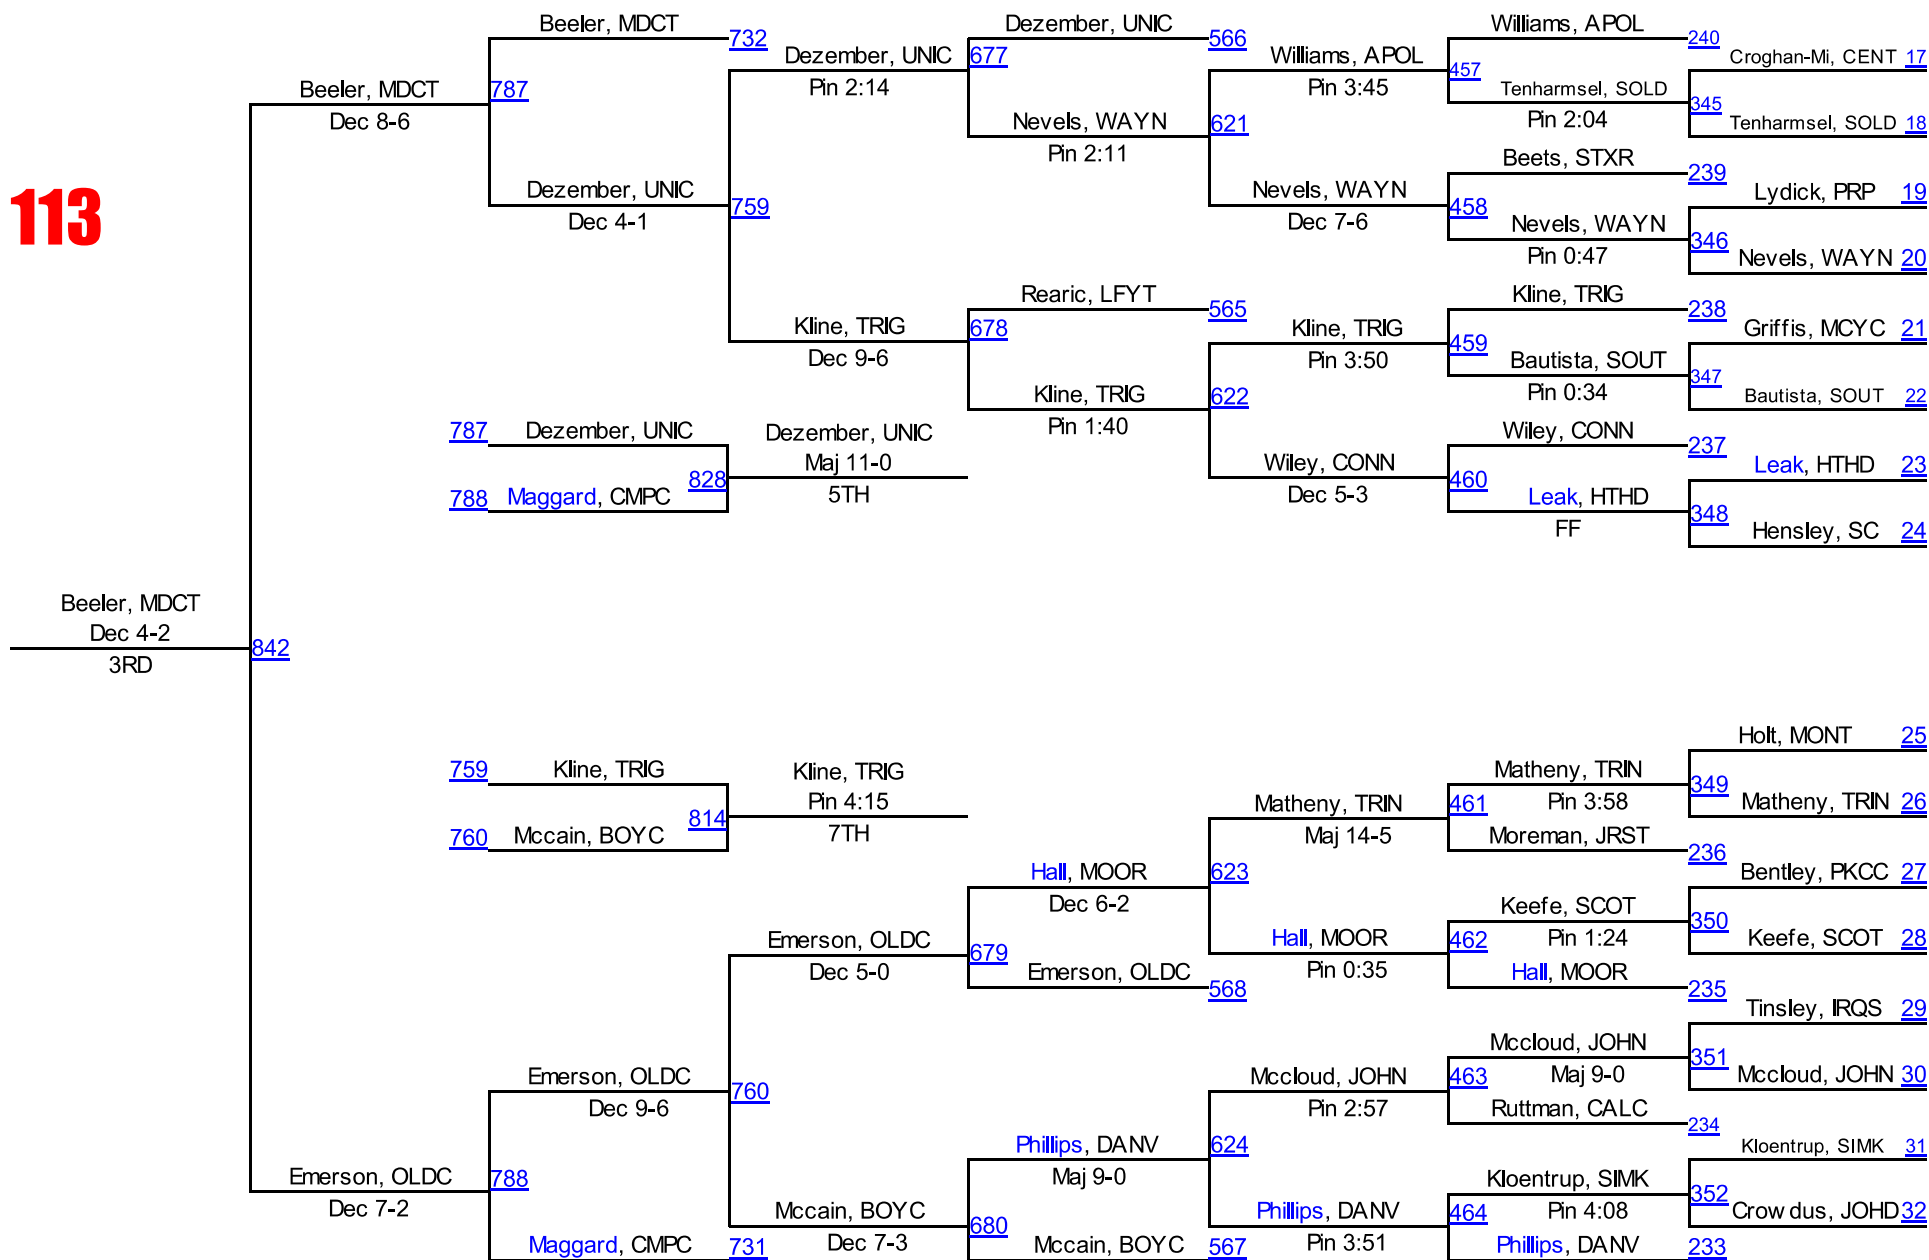 Beeler, MDCT
Dezember, UNIC
Williams, APOL
732
566
240
Croghan-Mi, CENT 17
Dezember, UNIC
677
Williams, APOL
457
Beeler, MDCT
787
Pin 2:14
Pin 3:45
Tenharmsel, SOLD
345
Dec 8-6
Nevels, WAYN
621
Pin 2:04
Tenharmsel, SOLD 18
Pin 2:11
Beets, STXR
239
113
Dezember, UNIC
759
Nevels, WAYN
458
Lydick, PRP 19
Dec 4-1
Dec 7-6
Nevels, WAYN
346
Pin 0:47
Nevels, WAYN 20
Rearic, LFYT
565
Kline, TRIG
238
Kline, TRIG
678
Kline, TRIG
459
Griffis, MCYC 21
Dec 9-6
Pin 3:50
Bautista, SOUT
347
Kline, TRIG
622
Pin 0:34
Bautista, SOUT 22
787
Dezember, UNIC
Dezember, UNIC
Pin 1:40
Wiley, CONN
237
828
Maj 11-0
Wiley, CONN
460
Leak, HTHD 23
788
Maggard, CMPC
5TH
Dec 5-3
Leak, HTHD
348
FF
Hensley, SC 24
Beeler, MDCT
Dec 4-2
842
3RD
Holt, MONT 25
759
Kline, TRIG
Kline, TRIG
Matheny, TRIN
349
814
Pin 4:15
Matheny, TRIN
461
Pin 3:58
Matheny, TRIN 26
760
Mccain, BOYC
7TH
Maj 14-5
Moreman, JRST
236
Hall, MOOR
623
Bentley, PKCC 27
Dec 6-2
Keefe, SCOT
350
Emerson, OLDC
679
Hall, MOOR
462
Pin 1:24
Keefe, SCOT 28
Dec 5-0
Emerson, OLDC
568
Pin 0:35
Hall, MOOR
235
Tinsley, IRQS 29
Mccloud, JOHN
351
Emerson, OLDC
760
Mccloud, JOHN
463
Maj 9-0
Mccloud, JOHN 30
Dec 9-6
Pin 2:57
Ruttman, CALC
234
Phillips, DANV
624
Kloentrup, SIMK 31
Emerson, OLDC
788
Maj 9-0
Kloentrup, SIMK
352
Dec 7-2
Mccain, BOYC
680
Phillips, DANV
464
Pin 4:08
Crowdus, JOHD 32
Maggard, CMPC
731
Dec 7-3
Mccain, BOYC
567
Pin 3:51
Phillips, DANV
233